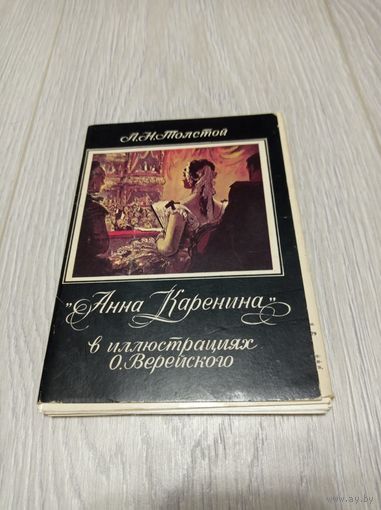 Л.Н.Толстой
"Анна Каренина"
в иллюстрациях
О.Верейского
www.ay.by